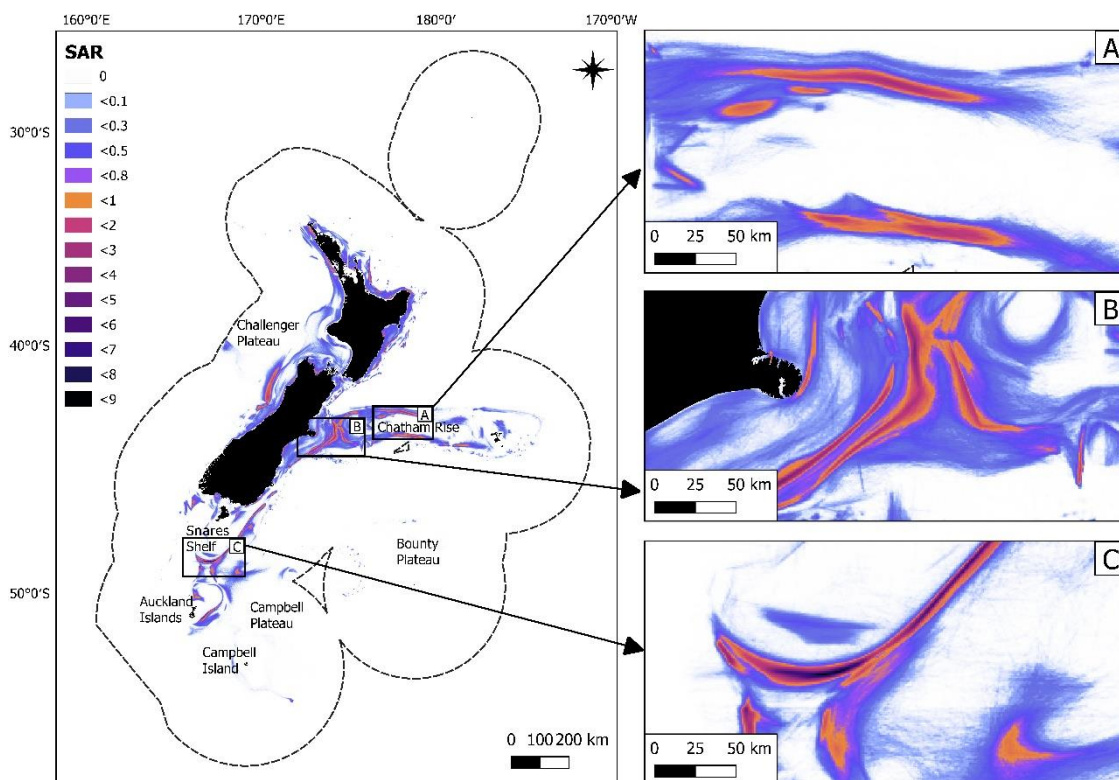 160°0'E 170°0'E 180°0' 170°0'W
SAR
0
<0.1
<0.3
<0.5
<0.8
<1
<2
<3
<4
<5
<6
<7
<8
<9
30°0'S
40°0'S
50°0'S
Challenger
Plateau
A
B
Chatham Rise
Snares
Shelf
C
Bounty
Plateau
Auckland
Islands
Campbell
Plateau
Campbell
Island
0 100 200 km
A
0 25 50 km
B
0 25 50 km
C
0 25 50 km